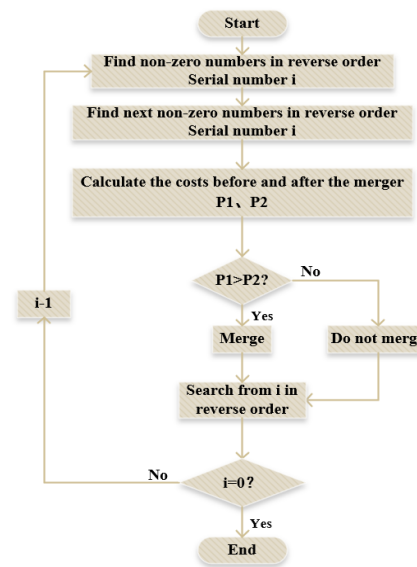 Start
Find non-zero numbers in reverse order
Serial number i
Find next non-zero numbers in reverse order
Serial number i
Calculate the costs before and after the merger
P1、P2
P1>P2?
No
Yes
i-1
Merge
Do not merg
Search from i in
reverse order
No
i=0?
Yes
End